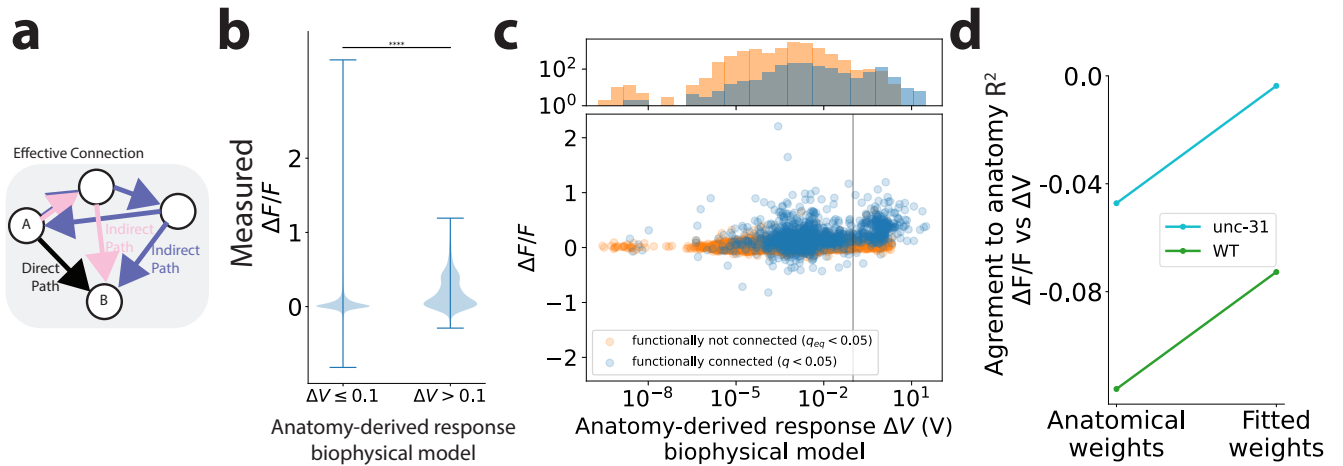 a
Effective Connection
A
Indirect
Path
Indirect
Path
Direct
Path
B
b
****
Measured
ΔF/F
2
1
0
ΔV ≤ 0.1
ΔV > 0.1
Anatomy-derived response
biophysical model
c
10²
10⁰
ΔF/F
2
1
0
−1
−2
functionally not connected (q_eq < 0.05)
functionally connected (q < 0.05)
10⁻⁸
10⁻⁵
10⁻²
10¹
Anatomy-derived response ΔV (V)
biophysical model
d
Agrement to anatomy R²
ΔF/F vs ΔV
0.0
-0.04
-0.08
unc-31
WT
Anatomical
weights
Fitted
weights